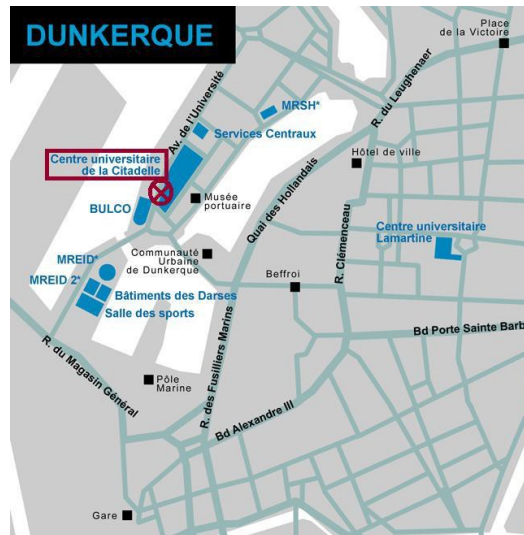 DUNKERQUE
Place
de la Victoire
Av. de l'Université
MRSH*
Services Centraux
R. du Leughenaer
Centre universitaire
de la Citadelle
Hôtel de ville
Musée
portuaire
BULCO
Quai des Hollandais
Centre universitaire
Lamartine
Communauté
Urbaine
de Dunkerque
MREID*
MREID 2*
Beffroi
R. Clémenceau
Bâtiments des Darses
Salle des sports
Bd Porte Sainte Barb
R. du Magasin Général
R. des Fusilliers Marins
Pôle
Marine
Bd Alexandre III
Gare